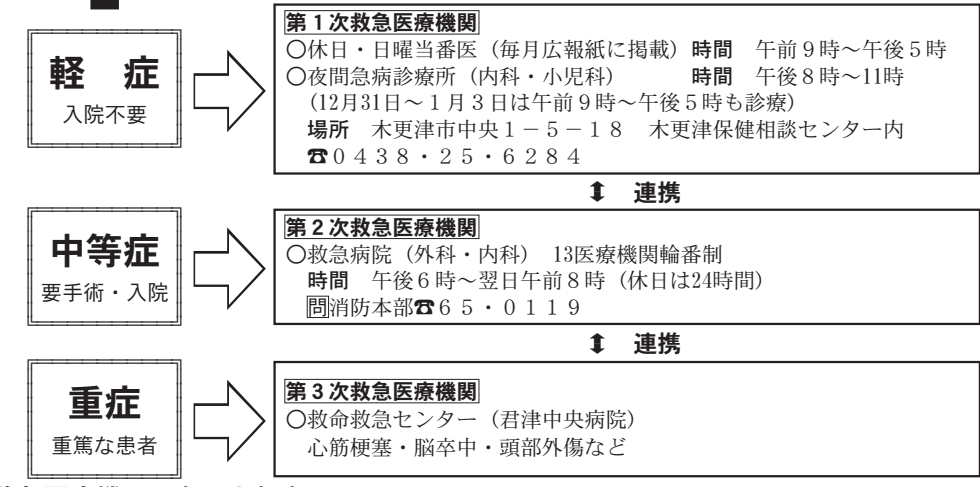 軽　症
入院不要
第１次救急医療機関
○休日・日曜当番医（毎月広報紙に掲載）時間　午前９時～午後５時
○夜間急病診療所（内科・小児科）　時間　午後８時～11時
（12月31日～１月３日は午前９時～午後５時も診療）
場所　木更津市中央１－５－18　木更津保健相談センター内
☎０４３８・２５・６２８４
⬍　連携
中等症
要手術・入院
第２次救急医療機関
○救急病院（外科・内科）　13医療機関輪番制
時間　午後６時～翌日午前８時（休日は24時間）
問消防本部☎６５・０１１９
⬍　連携
重症
重篤な患者
第３次救急医療機関
○救命救急センター（君津中央病院）
心筋梗塞・脳卒中・頭部外傷など